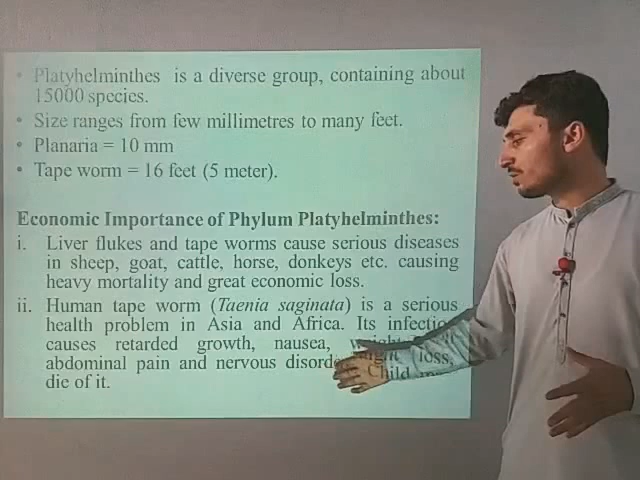 • Platyhelminthes is a diverse group, containing about
15000 species.
• Size ranges from few millimetres to many feet.
• Planaria = 10 mm
• Tape worm = 16 feet (5 meter).
Economic Importance of Phylum Platyhelminthes:
i. Liver flukes and tape worms cause serious diseases
in sheep, goat, cattle, horse, donkeys etc. causing
heavy mortality and great economic loss.
ii. Human tape worm (Taenia saginata) is a serious
health problem in Asia and Africa. Its infection
causes retarded growth, nausea,
abdominal pain and nervous loss,
die of it. Child